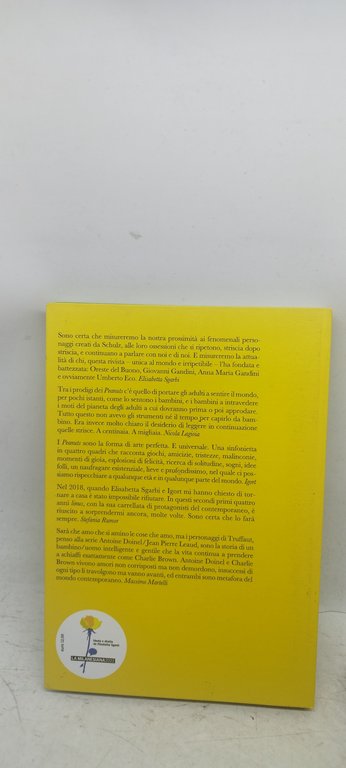 Sono certa che misureremo la nostra prossimità ai fenomenali perso-
naggi creati da Schulz, alle loro ossessioni che si ripetono, striscia dopo
striscia, e continuano a parlare con noi e di noi. E misureremo la attua-
lità di chi, questa rivista – unica al mondo e irripetibile – l'ha fondata e
battezzata: Oreste del Buono, Giovanni Gandini, Anna Maria Gandini
e ovviamente Umberto Eco. Elisabetta Sgarbi
Tra i prodigi dei Peanuts c'è quello di portare gli adulti a sentire il mondo,
per pochi istanti, come lo sentono i bambini, e i bambini a intravedere
i moti del pianeta degli adulti a cui dovranno prima o poi approdare.
Tutto questo non avevo gli strumenti né il tempo per capirlo da bam-
bino. Era invece molto chiaro il desiderio di leggere in continuazione
quelle strisce. A centinaia. A migliaia. Nicola Lagioia
I Peanuts sono la forma di arte perfetta. E universale. Una sinfonietta
in quattro quadri che racconta giochi, amicizie, tristezze, malinconie,
momenti di gioia, esplosioni di felicità, ricerca di solitudine, sogni, idee
folli, un naufragare esistenziale, lieve e profondissimo, nel quale ci pos-
siamo rispecchiare a qualunque età e in qualunque parte del mondo. Igort
Nel 2018, quando Elisabetta Sgarbi e Igort mi hanno chiesto di tor-
nare a casa è stato impossibile rifiutare. In questi secondi primi quattro
anni linus, con la sua carrellata di protagonisti del contemporaneo, è
riuscito a sorprendermi ancora, molte volte. Sono certa che lo farà
sempre. Stefania Rumor
Sarà che amo che si amino le cose che amo, ma i personaggi di Truffaut,
penso alla serie Antoine Doinel/Jean Pierre Leaud, sono la storia di un
bambino/uomo intelligente e gentile che la vita continua a prendere
a schiaffi esattamente come Charlie Brown. Antoine Doinel e Charlie
Brown vivono amori non corrisposti ma non demordono, insuccessi di
ogni tipo li travolgono ma vanno avanti, ed entrambi sono metafora del
mondo contemporaneo. Massimo Martelli
LA MILANESIANA 2022